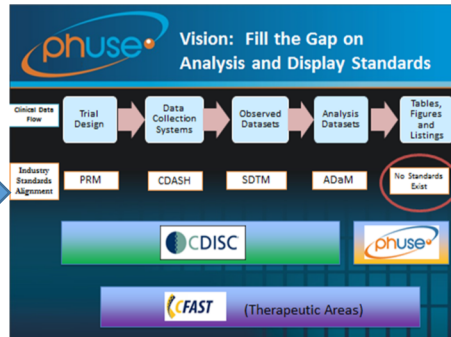 phuse
Vision: Fill the Gap on
Analysis and Display Standards
Clinical Data
Flow
Trial
Design
Data
Collection
Systems
Observed
Datasets
Analysis
Datasets
Tables,
Figures
and
Listings
Industry
Standards
Alignment
PRM
CDASH
SDTM
ADaM
No Standards
Exist
CDISC
phuse
CFAST
(Therapeutic Areas)